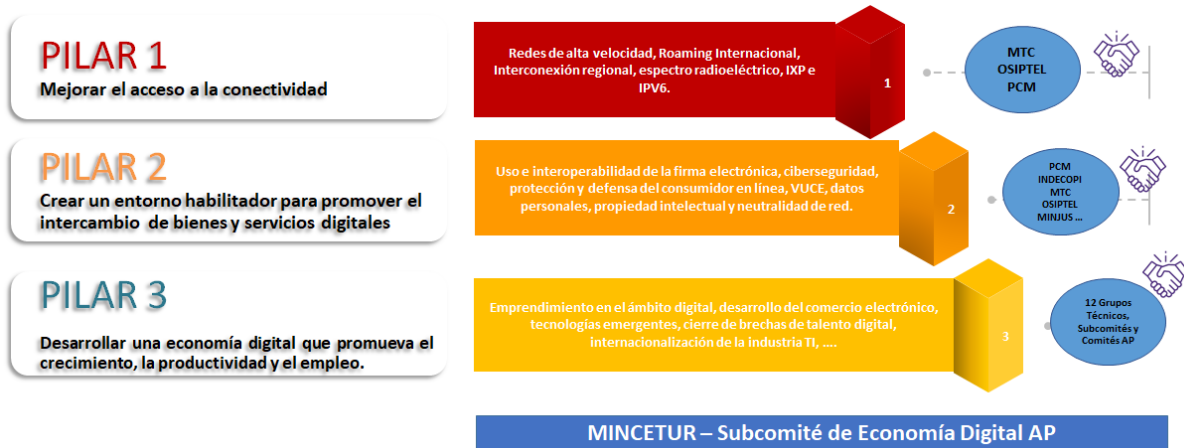 PILAR 1
Mejorar el acceso a la conectividad
Redes de alta velocidad, Roaming Internacional,
Interconexión regional, espectro radioeléctrico, IXP e
IPV6.
1
MTC
OSIPTEL
PCM
PILAR 2
Crear un entorno habilitador para promover el
intercambio de bienes y servicios digitales
Uso e interoperabilidad de la firma electrónica, ciberseguridad,
protección y defensa del consumidor en línea, VUCE, datos
personales, propiedad intelectual y neutralidad de red.
2
PCM
INDECOPI
MTC
OSIPTEL
MINJUS ...
PILAR 3
Desarrollar una economía digital que promueva el
crecimiento, la productividad y el empleo.
Emprendimiento en el ámbito digital, desarrollo del comercio electrónico,
tecnologías emergentes, cierre de brechas de talento digital,
internacionalización de la industria TI, ....
3
12 Grupos
Técnicos,
Subcomités y
Comités AP
MINCETUR – Subcomité de Economía Digital AP